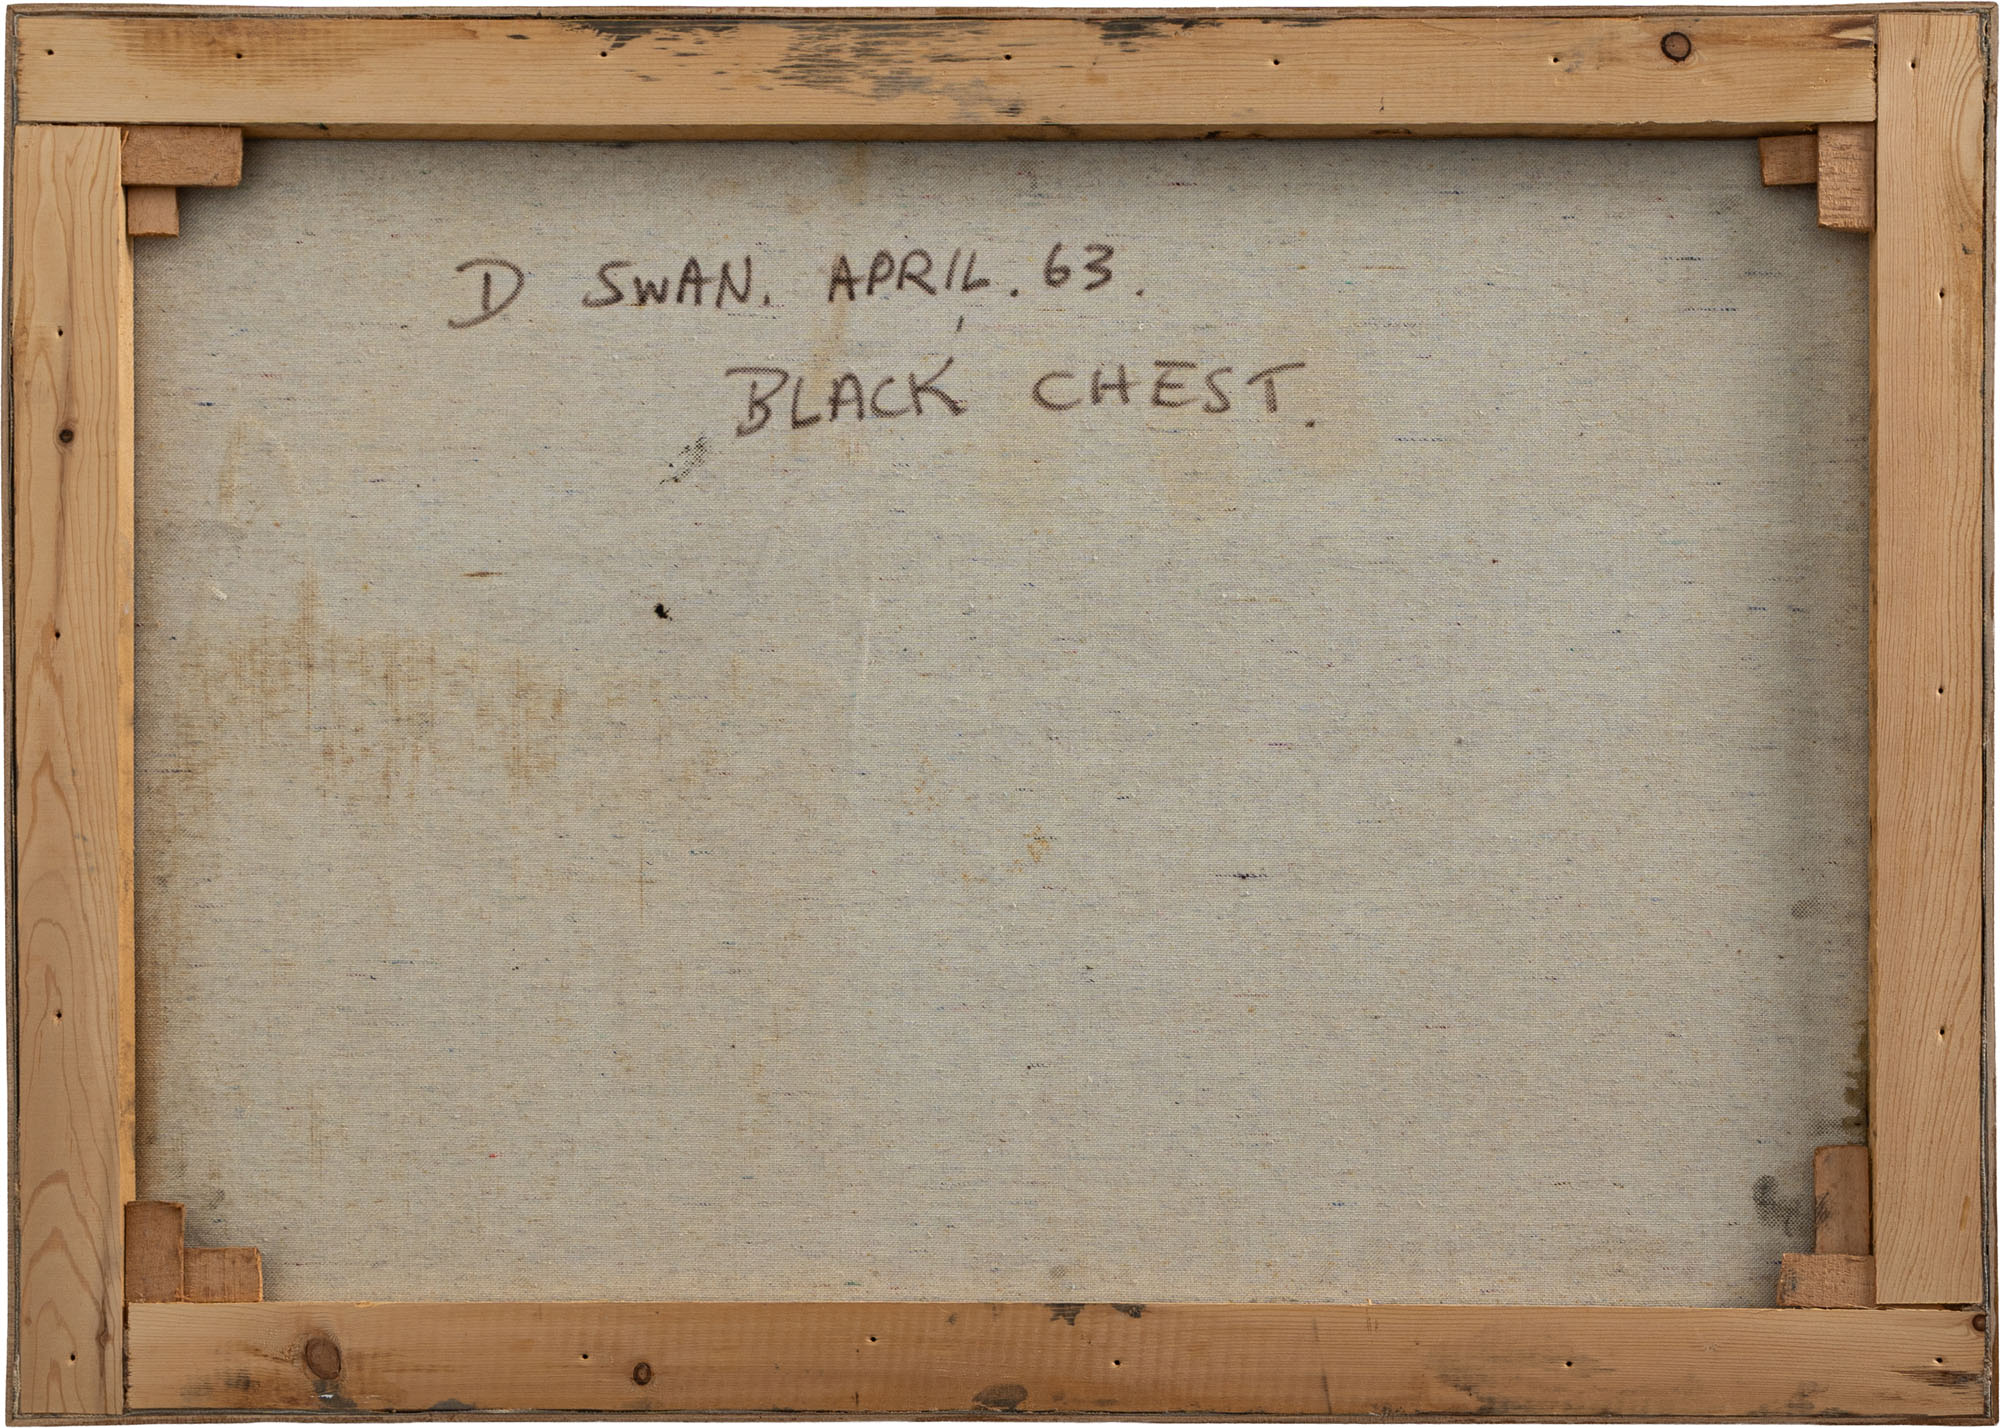 D SWAN. APRIL. 63.
BLACK CHEST.